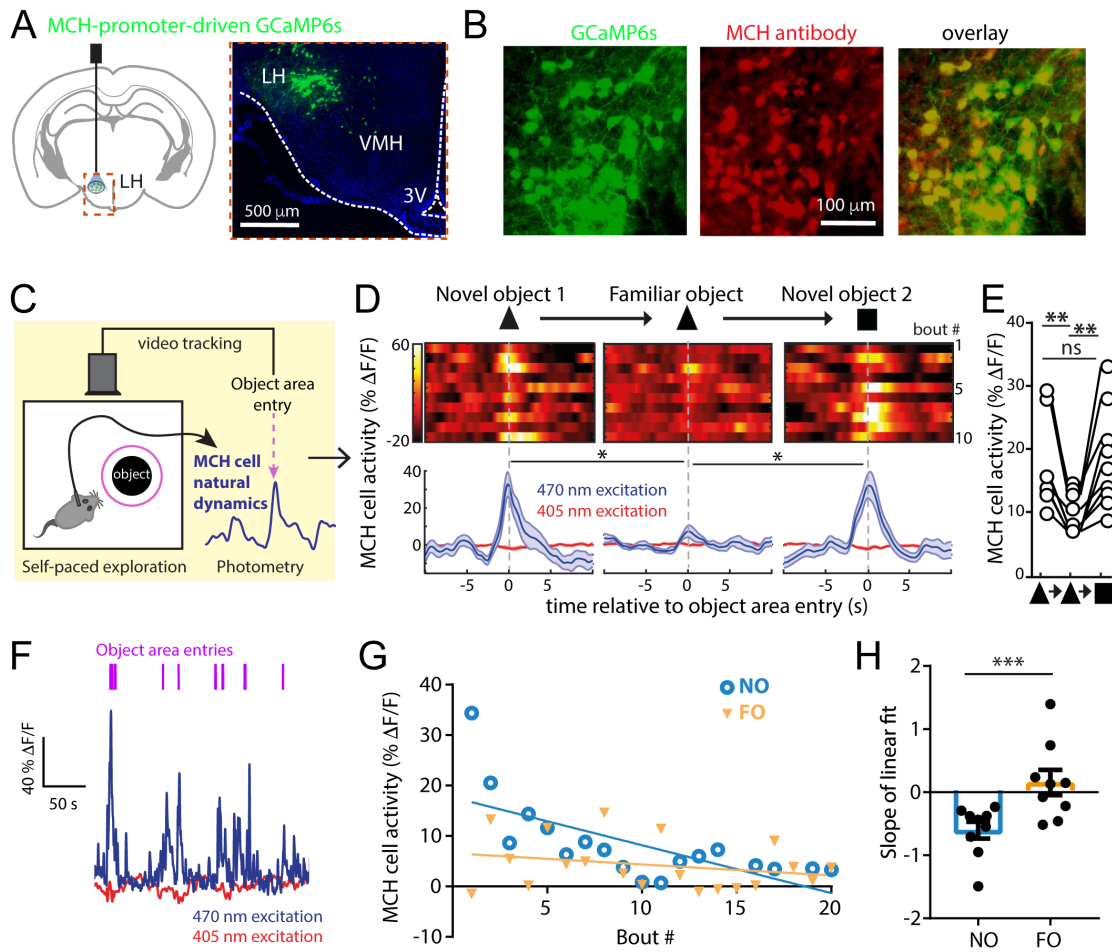 A
MCH-promoter-driven GCaMP6s
LH
LH
VMH
3V
500 μm
B
GCaMP6s
MCH antibody
overlay
100 μm
C
video tracking
Object area
entry
object
MCH cell
natural
dynamics
Self-paced exploration
Photometry
D
Novel object 1
Familiar object
Novel object 2
bout #
MCH cell activity (% ΔF/F)
60
-20
1
5
10
*
*
40
20
0
470 nm excitation
405 nm excitation
-5
0
5
-5
0
5
-5
0
5
time relative to object area entry (s)
E
**
**
ns
MCH cell activity (% ΔF/F)
40
30
20
10
0
F
Object area entries
40 % ΔF/F
50 s
470 nm excitation
405 nm excitation
G
MCH cell activity (% ΔF/F)
40
30
20
10
0
-10
NO
FO
5
10
15
20
Bout #
H
***
Slope of linear fit
2
1
0
-1
-2
NO
FO